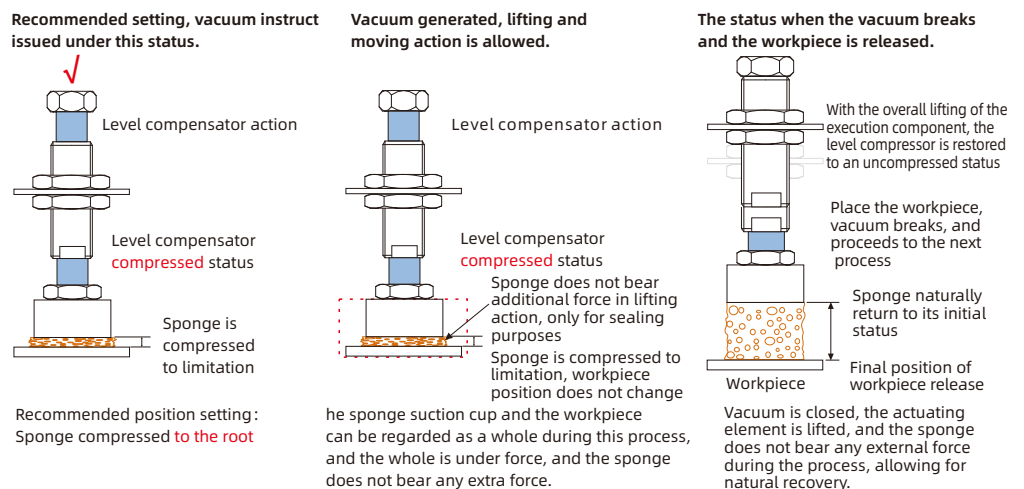 Recommended setting, vacuum instruct
issued under this status.
Level compensator action
Level compensator
compressed status
Sponge is
compressed
to limitation
Recommended position setting:
Sponge compressed to the root
Vacuum generated, lifting and
moving action is allowed.
Level compensator action
Level compensator
compressed status
Sponge does not bear
additional force in lifting
action, only for sealing
purposes
Sponge is compressed to
limitation, workpiece
position does not change
he sponge suction cup and the workpiece
can be regarded as a whole during this process,
and the whole is under force, and the sponge
does not bear any extra force.
The status when the vacuum breaks
and the workpiece is released.
With the overall lifting of the
execution component, the
level compressor is restored
to an uncompressed status
Place the workpiece,
vacuum breaks, and
proceeds to the next
process
Sponge naturally
return to its initial
status
Final position of
workpiece release
Workpiece
Vacuum is closed, the actuating
element is lifted, and the sponge
does not bear any external force
during the process, allowing for
natural recovery.